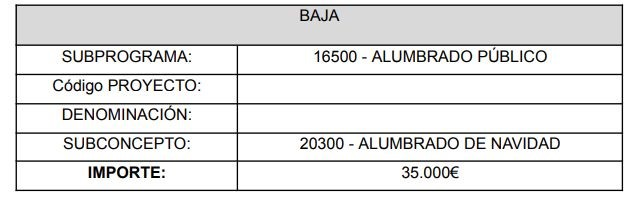 BAJA
SUBPROGRAMA: 16500 - ALUMBRADO PÚBLICO
Código PROYECTO:
DENOMINACIÓN:
SUBCONCEPTO: 20300 - ALUMBRADO DE NAVIDAD
IMPORTE: 35.000€